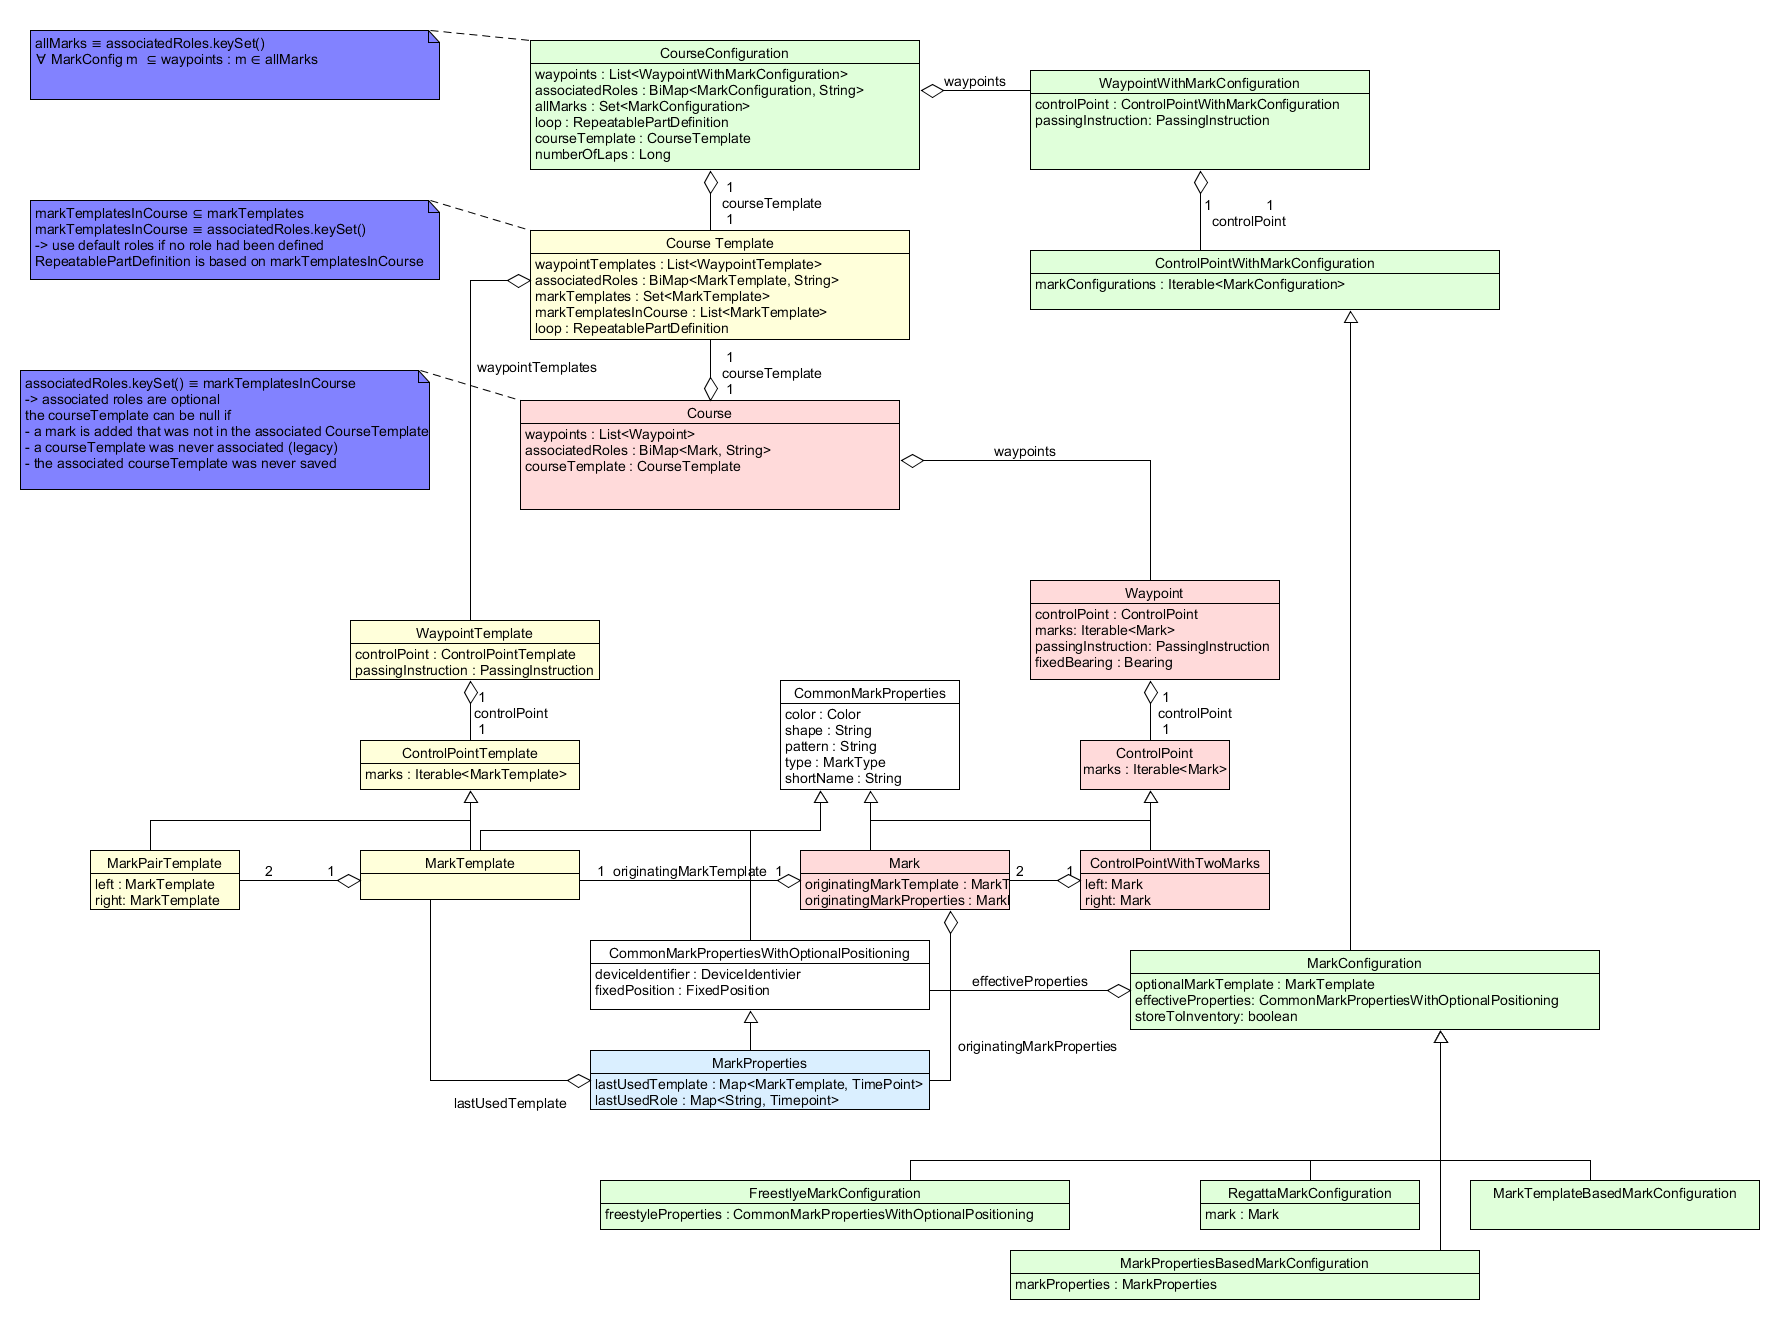 allMarks ≡ associatedRoles.keySet()
∀ MarkConfig m ⊆ waypoints : m ∈ allMarks
CourseConfiguration
waypoints : List<WaypointWithMarkConfiguration>
associatedRoles : BiMap<MarkConfiguration, String>
allMarks : Set<MarkConfiguration>
loop : RepeatablePartDefinition
courseTemplate : CourseTemplate
numberOfLaps : Long
waypoints
WaypointWithMarkConfiguration
controlPoint : ControlPointWithMarkConfiguration
passingInstruction: PassingInstruction
1
courseTemplate
1
1 1
controlPoint
markTemplatesInCourse ⊆ markTemplates
markTemplatesInCourse ≡ associatedRoles.keySet()
-> use default roles if no role had been defined
RepeatablePartDefinition is based on markTemplatesInCourse
Course Template
waypointTemplates : List<WaypointTemplate>
associatedRoles : BiMap<MarkTemplate, String>
markTemplates : Set<MarkTemplate>
markTemplatesInCourse : List<MarkTemplate>
loop : RepeatablePartDefinition
ControlPointWithMarkConfiguration
markConfigurations : Iterable<MarkConfiguration>
waypointTemplates
1
courseTemplate
1
associatedRoles.keySet() ≡ markTemplatesInCourse
-> associated roles are optional
the courseTemplate can be null if
- a mark is added that was not in the associated CourseTemplate
- a courseTemplate was never associated (legacy)
- the associated courseTemplate was never saved
Course
waypoints : List<Waypoint>
associatedRoles : BiMap<Mark, String>
courseTemplate : CourseTemplate
waypoints
Waypoint
controlPoint : ControlPoint
marks: Iterable<Mark>
passingInstruction: PassingInstruction
fixedBearing : Bearing
WaypointTemplate
controlPoint : ControlPointTemplate
passingInstruction : PassingInstruction
1
controlPoint
1
CommonMarkProperties
color : Color
shape : String
pattern : String
type : MarkType
shortName : String
1
controlPoint
1
ControlPointTemplate
marks : Iterable<MarkTemplate>
ControlPoint
marks : Iterable<Mark>
MarkPairTemplate
left : MarkTemplate
right: MarkTemplate
2 1
MarkTemplate
1 originatingMarkTemplate 1
Mark
originatingMarkTemplate : MarkT
originatingMarkProperties : Mark
2 1
ControlPointWithTwoMarks
left: Mark
right: Mark
CommonMarkPropertiesWithOptionalPositioning
deviceIdentifier : DeviceIdentivier
fixedPosition : FixedPosition
effectiveProperties
MarkConfiguration
optionalMarkTemplate : MarkTemplate
effectiveProperties: CommonMarkPropertiesWithOptionalPositioning
storeToInventory: boolean
originatingMarkProperties
MarkProperties
lastUsedTemplate : Map<MarkTemplate, TimePoint>
lastUsedRole : Map<String, Timepoint>
lastUsedTemplate
FreestlyeMarkConfiguration
freestyleProperties : CommonMarkPropertiesWithOptionalPositioning
RegattaMarkConfiguration
mark : Mark
MarkTemplateBasedMarkConfiguration
MarkPropertiesBasedMarkConfiguration
markProperties : MarkProperties